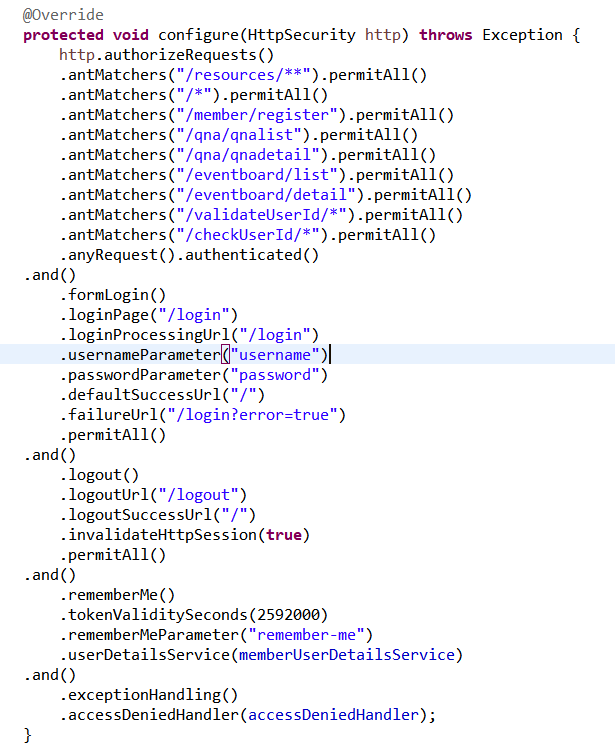 @Override
protected void configure(HttpSecurity http) throws Exception {
http.authorizeRequests()
.antMatchers("/resources/**").permitAll()
.antMatchers("/*").permitAll()
.antMatchers("/member/register").permitAll()
.antMatchers("/qna/qnalist").permitAll()
.antMatchers("/qna/qnadetail").permitAll()
.antMatchers("/eventboard/list").permitAll()
.antMatchers("/eventboard/detail").permitAll()
.antMatchers("/validateUserId/*").permitAll()
.antMatchers("/checkUserId/*").permitAll()
.anyRequest().authenticated()
.and()
.formLogin()
.loginPage("/login")
.loginProcessingUrl("/login")
.usernameParameter("username")
.passwordParameter("password")
.defaultSuccessUrl("/")
.failureUrl("/login?error=true")
.permitAll()
.and()
.logout()
.logoutUrl("/logout")
.logoutSuccessUrl("/")
.invalidateHttpSession(true)
.permitAll()
.and()
.rememberMe()
.tokenValiditySeconds(2592000)
.rememberMeParameter("remember-me")
.userDetailsService(memberUserDetailsService)
.and()
.exceptionHandling()
.accessDeniedHandler(accessDeniedHandler);
}